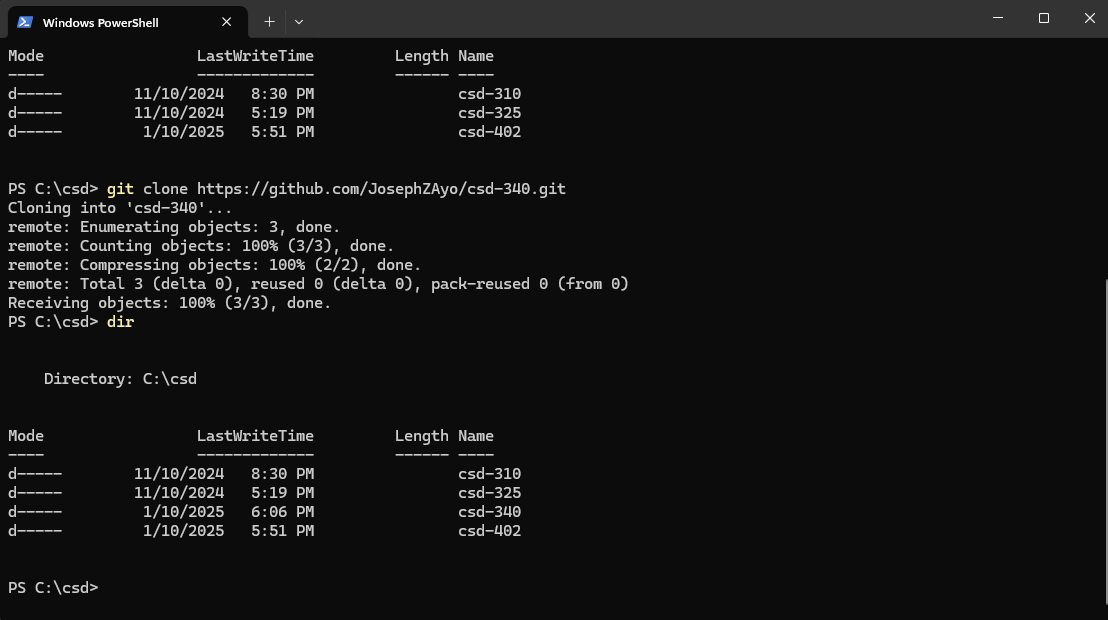 Windows PowerShell
Mode                 LastWriteTime         Length Name
----                 -------------         ------ ----
d-----        11/10/2024   8:30 PM                csd-310
d-----        11/10/2024   5:19 PM                csd-325
d-----         1/10/2025   5:51 PM                csd-402
PS C:\csd> git clone https://github.com/JosephZAyo/csd-340.git
Cloning into 'csd-340'...
remote: Enumerating objects: 3, done.
remote: Counting objects: 100% (3/3), done.
remote: Compressing objects: 100% (2/2), done.
remote: Total 3 (delta 0), reused 0 (delta 0), pack-reused 0 (from 0)
Receiving objects: 100% (3/3), done.
PS C:\csd> dir
    Directory: C:\csd
Mode                 LastWriteTime         Length Name
----                 -------------         ------ ----
d-----        11/10/2024   8:30 PM                csd-310
d-----        11/10/2024   5:19 PM                csd-325
d-----         1/10/2025   6:06 PM                csd-340
d-----         1/10/2025   5:51 PM                csd-402
PS C:\csd>